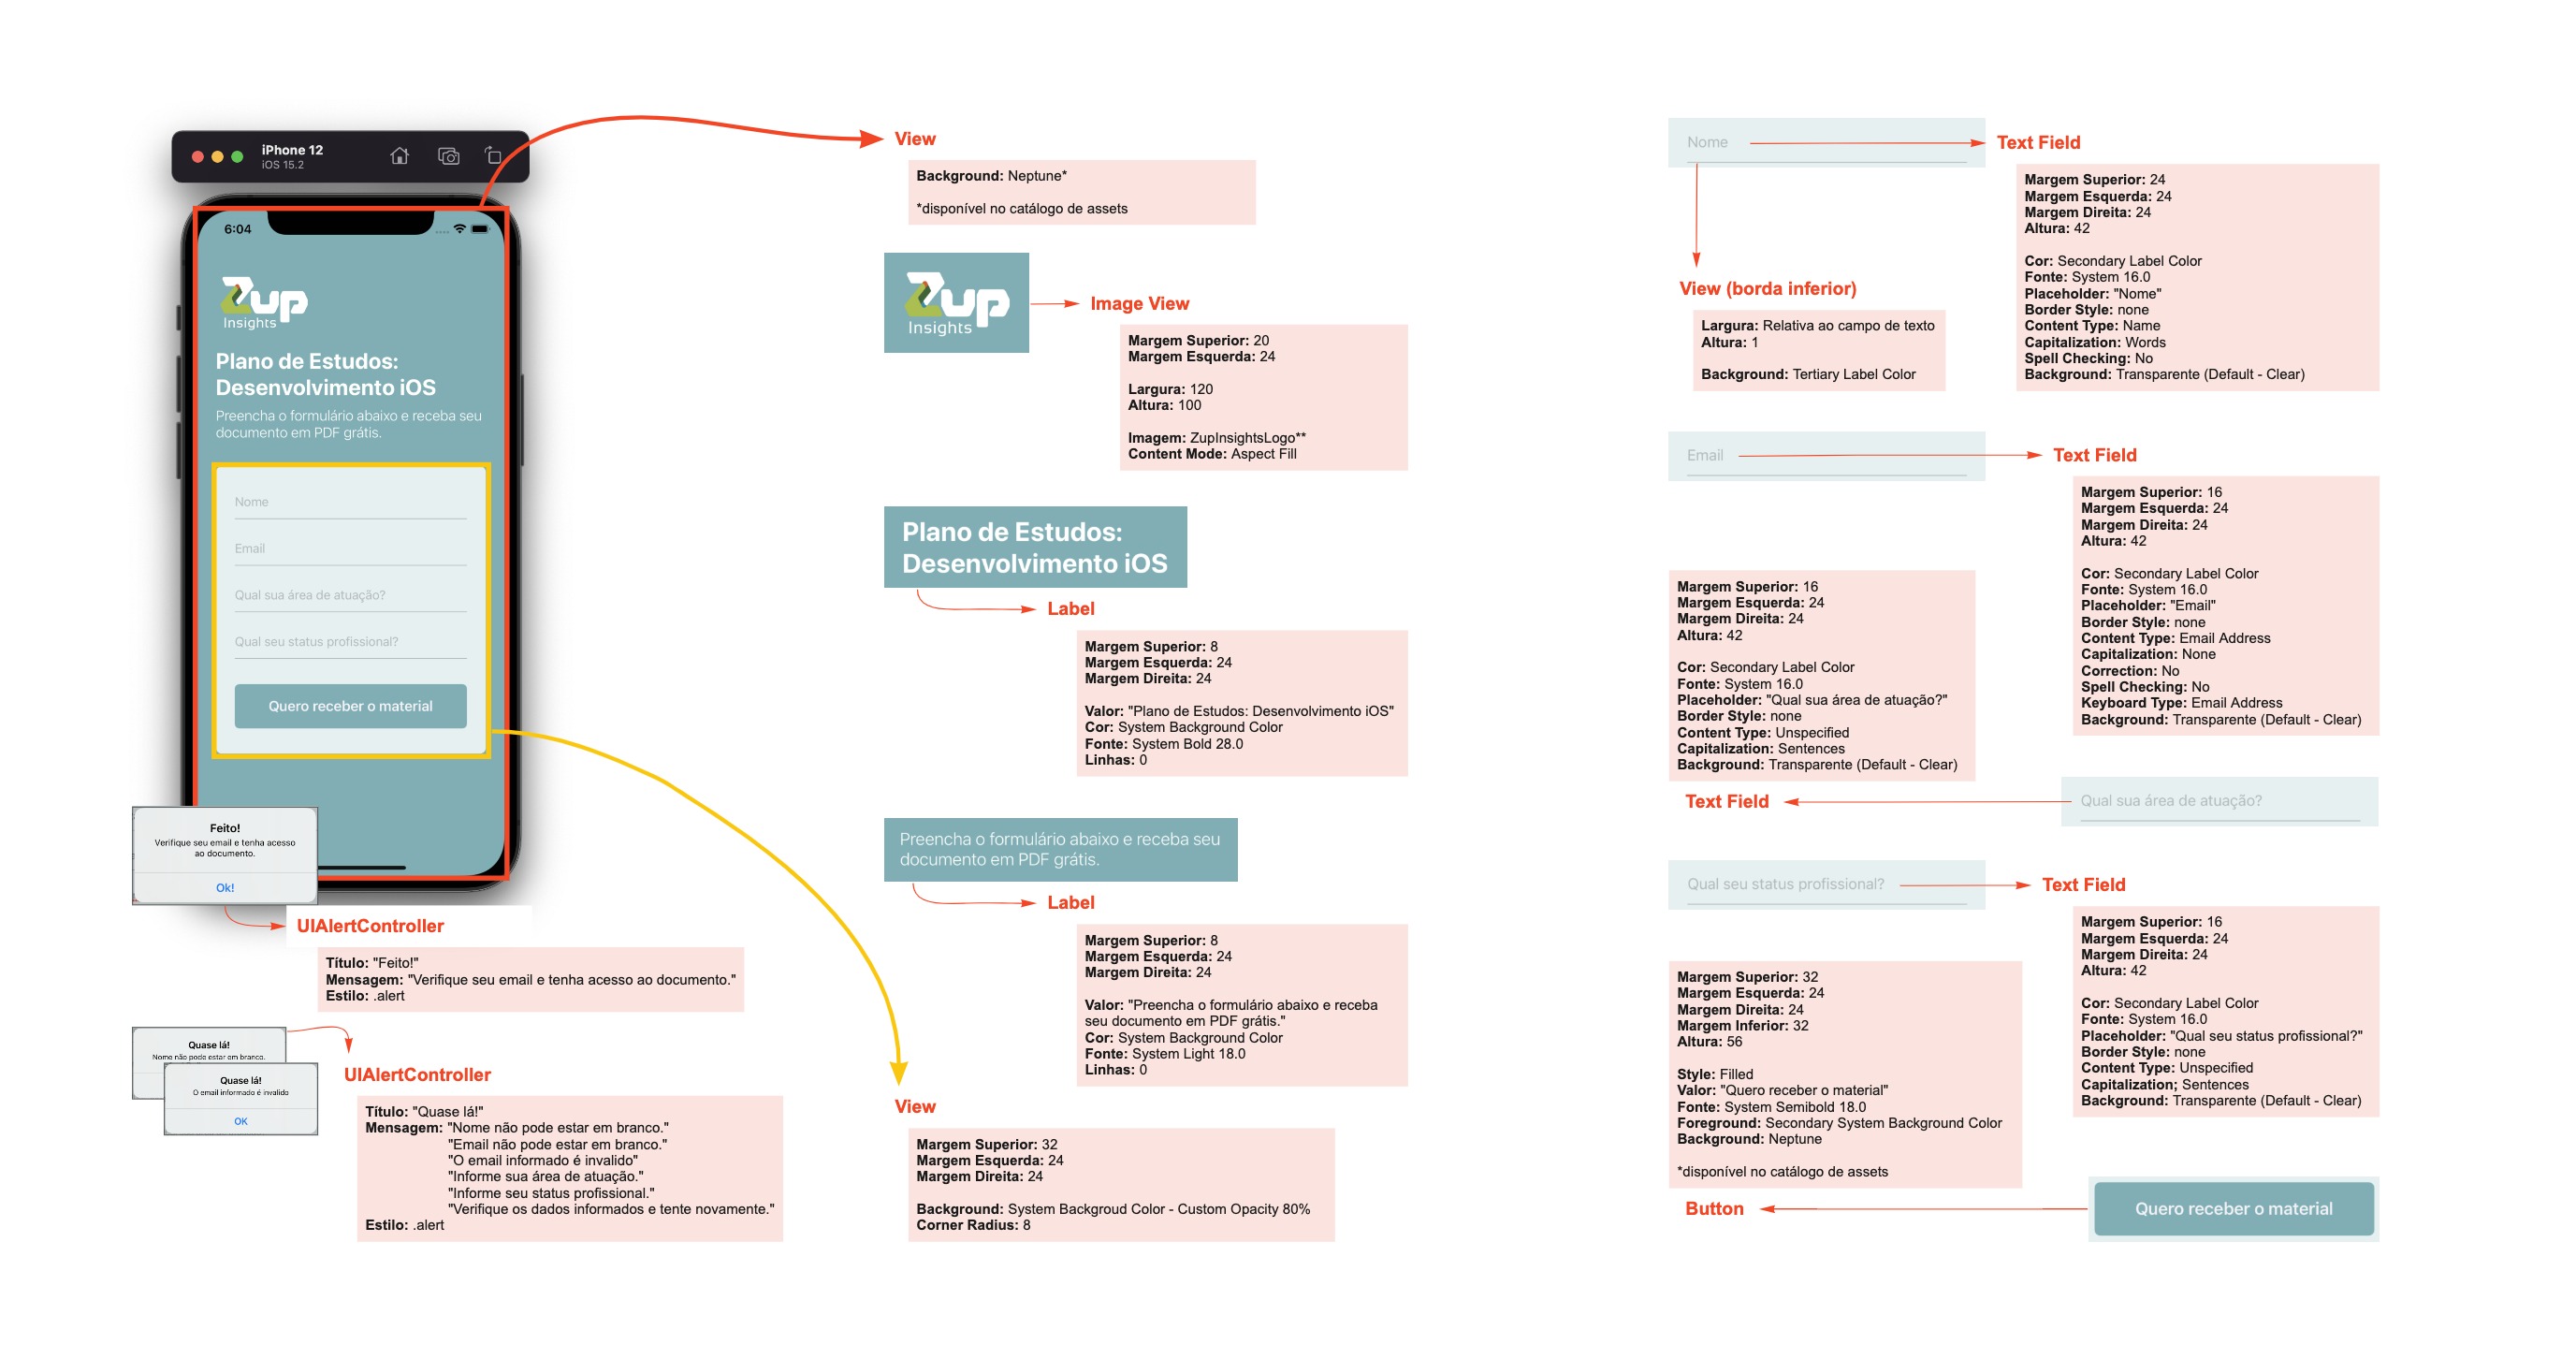 iPhone 12
iOS 15.2
6:04
Zup
Insights
Plano de Estudos:
Desenvolvimento iOS
Preencha o formulário abaixo e receba seu
documento em PDF grátis.
Nome
Email
Qual sua área de atuação?
Qual seu status profissional?
Quero receber o material
Feito!
Verifique seu email e tenha acesso
ao documento.
Ok!
UIAlertController
Título: "Feito!"
Mensagem: "Verifique seu email e tenha acesso ao documento."
Estilo: .alert
Quase lá!
Nome não pode estar em branco.
Quase lá!
O email informado é invalido
OK
UIAlertController
Título: "Quase lá!"
Mensagem: "Nome não pode estar em branco."
"Email não pode estar em branco."
"O email informado é invalido"
"Informe sua área de atuação."
"Informe seu status profissional."
"Verifique os dados informados e tente novamente."
Estilo: .alert
View
Background: Neptune*
*disponível no catálogo de assets
Zup
Insights
Image View
Margem Superior: 20
Margem Esquerda: 24
Largura: 120
Altura: 100
Imagem: ZupInsightsLogo**
Content Mode: Aspect Fill
Plano de Estudos:
Desenvolvimento iOS
Label
Margem Superior: 8
Margem Esquerda: 24
Margem Direita: 24
Valor: "Plano de Estudos: Desenvolvimento iOS"
Cor: System Background Color
Fonte: System Bold 28.0
Linhas: 0
Preencha o formulário abaixo e receba seu
documento em PDF grátis.
Label
Margem Superior: 8
Margem Esquerda: 24
Margem Direita: 24
Valor: "Preencha o formulário abaixo e receba
seu documento em PDF grátis."
Cor: System Background Color
Fonte: System Light 18.0
Linhas: 0
View
Margem Superior: 32
Margem Esquerda: 24
Margem Direita: 24
Background: System Backgroud Color - Custom Opacity 80%
Corner Radius: 8
Nome
Text Field
Margem Superior: 24
Margem Esquerda: 24
Margem Direita: 24
Altura: 42
Cor: Secondary Label Color
Fonte: System 16.0
Placeholder: "Nome"
Border Style: none
Content Type: Name
Capitalization: Words
Spell Checking: No
Background: Transparente (Default - Clear)
View (borda inferior)
Largura: Relativa ao campo de texto
Altura: 1
Background: Tertiary Label Color
Email
Text Field
Margem Superior: 16
Margem Esquerda: 24
Margem Direita: 24
Altura: 42
Cor: Secondary Label Color
Fonte: System 16.0
Placeholder: "Email"
Border Style: none
Content Type: Email Address
Capitalization: None
Correction: No
Spell Checking: No
Keyboard Type: Email Address
Background: Transparente (Default - Clear)
Margem Superior: 16
Margem Esquerda: 24
Margem Direita: 24
Altura: 42
Cor: Secondary Label Color
Fonte: System 16.0
Placeholder: "Qual sua área de atuação?"
Border Style: none
Content Type: Unspecified
Capitalization: Sentences
Background: Transparente (Default - Clear)
Text Field
Qual sua área de atuação?
Qual seu status profissional?
Text Field
Margem Superior: 16
Margem Esquerda: 24
Margem Direita: 24
Altura: 42
Cor: Secondary Label Color
Fonte: System 16.0
Placeholder: "Qual seu status profissional?"
Border Style: none
Content Type: Unspecified
Capitalization; Sentences
Background: Transparente (Default - Clear)
Margem Superior: 32
Margem Esquerda: 24
Margem Direita: 24
Margem Inferior: 32
Altura: 56
Style: Filled
Valor: "Quero receber o material"
Fonte: System Semibold 18.0
Foreground: Secondary System Background Color
Background: Neptune
*disponível no catálogo de assets
Button
Quero receber o material